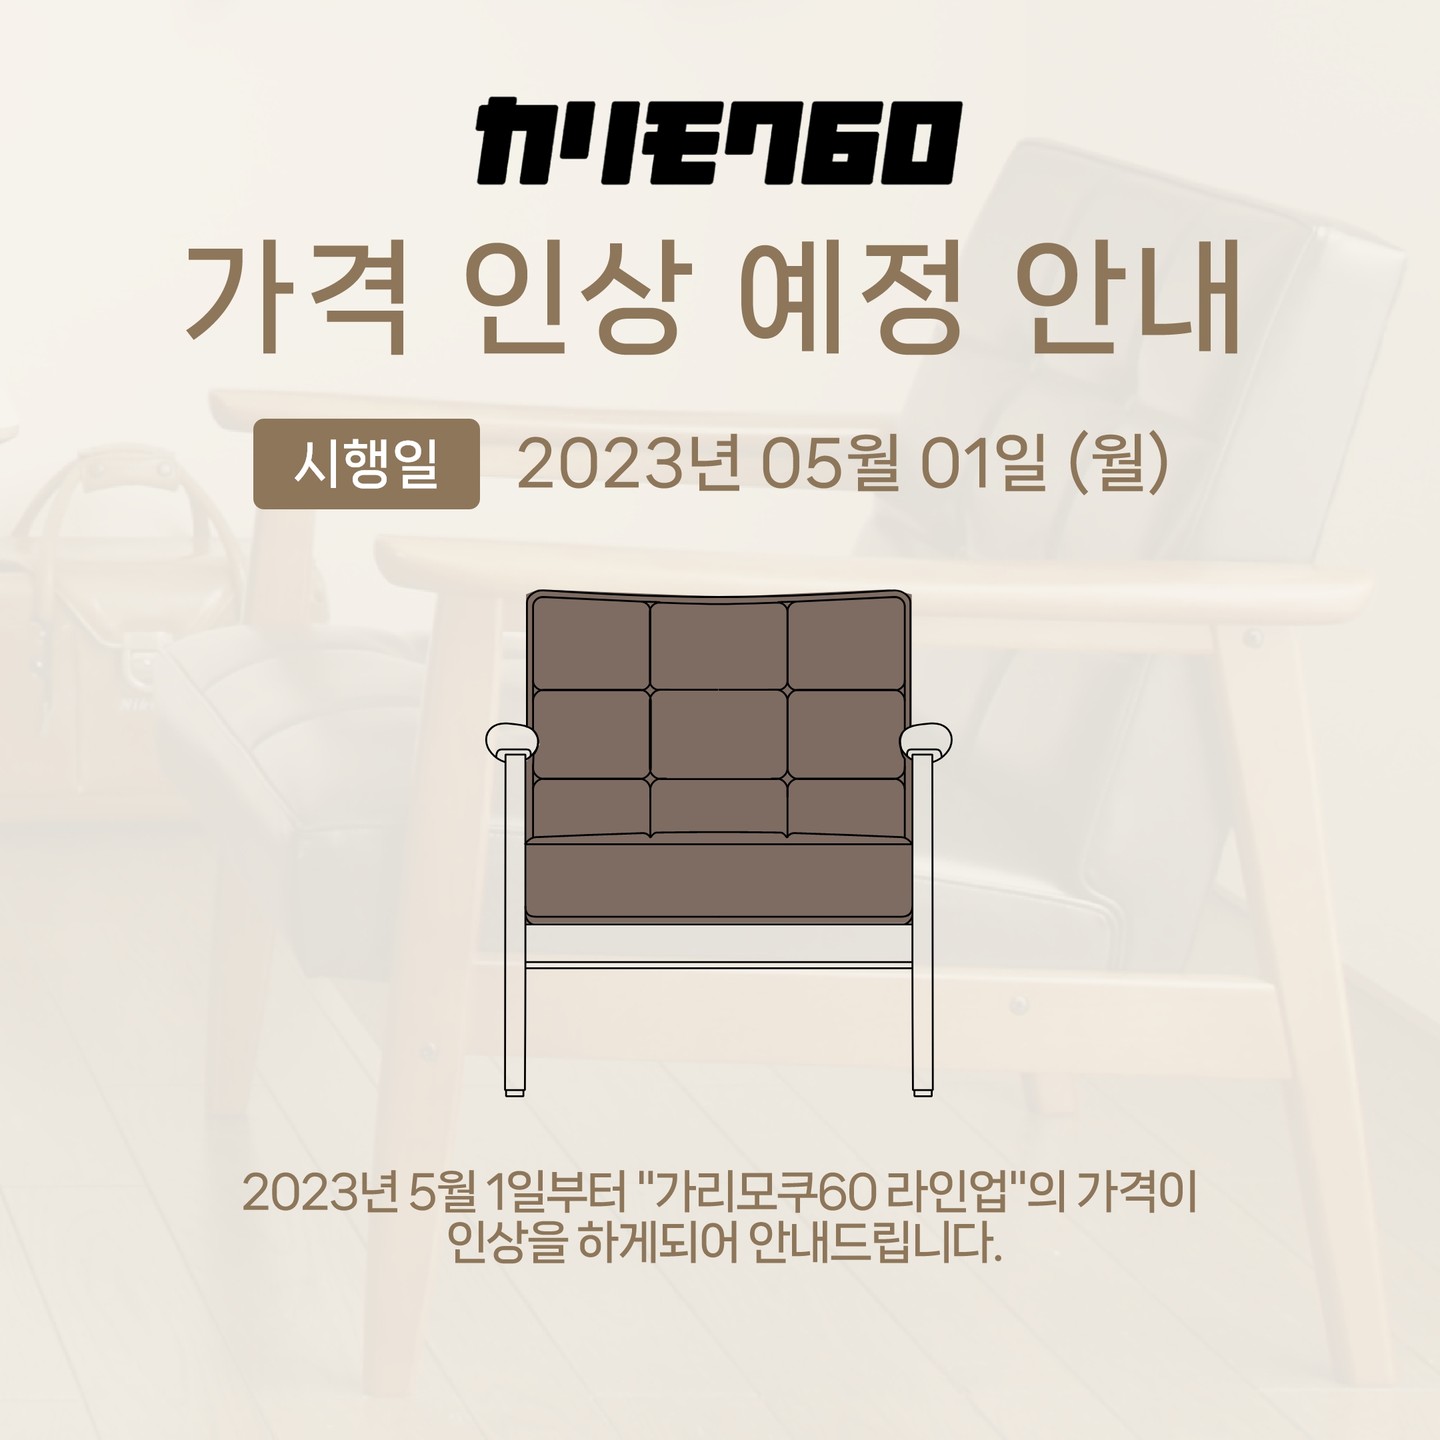 カリモク60
가격 인상 예정 안내
시행일 2023년 05월 01일 (월)
2023년 5월 1일부터 "가리모쿠60 라인업"의 가격이
인상을 하게되어 안내드립니다.